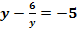 y − 6/y = −5